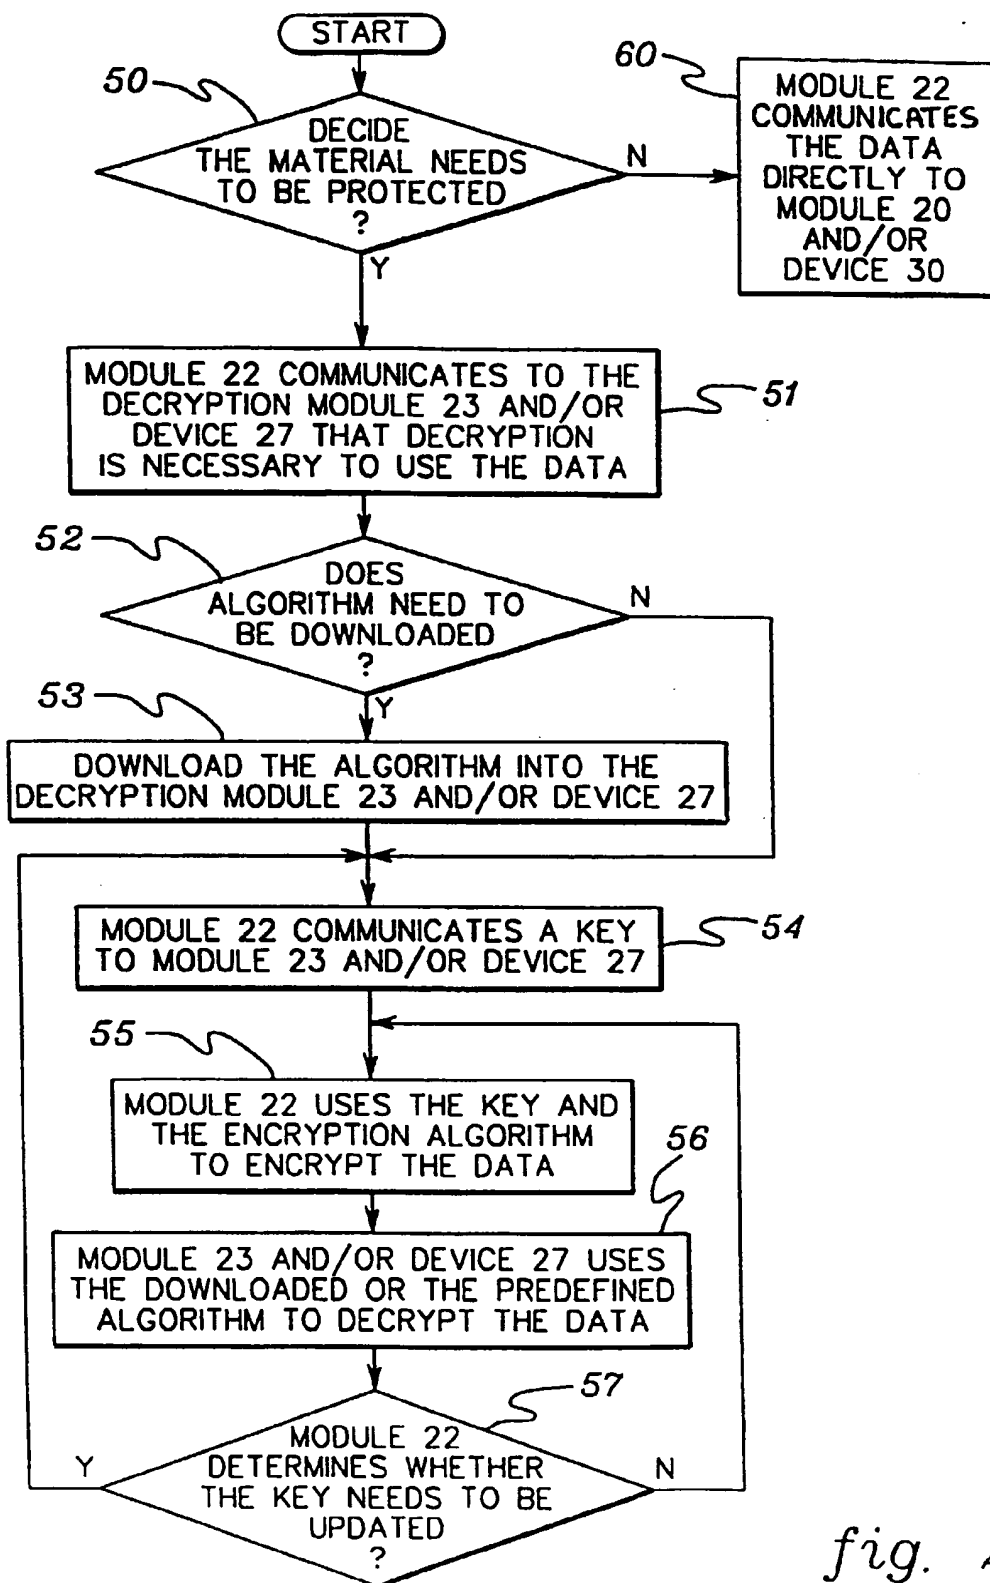 START
50
DECIDE
THE MATERIAL NEEDS
TO BE PROTECTED
?
N
Y
60
MODULE 22
COMMUNICATES
THE DATA
DIRECTLY TO
MODULE 20
AND/OR
DEVICE 30
MODULE 22 COMMUNICATES TO THE
DECRYPTION MODULE 23 AND/OR
DEVICE 27 THAT DECRYPTION
IS NECESSARY TO USE THE DATA
51
52
DOES
ALGORITHM NEED TO
BE DOWNLOADED
?
N
Y
53
DOWNLOAD THE ALGORITHM INTO THE
DECRYPTION MODULE 23 AND/OR DEVICE 27
MODULE 22 COMMUNICATES A KEY
TO MODULE 23 AND/OR DEVICE 27
54
55
MODULE 22 USES THE KEY AND
THE ENCRYPTION ALGORITHM
TO ENCRYPT THE DATA
56
MODULE 23 AND/OR DEVICE 27 USES
THE DOWNLOADED OR THE PREDEFINED
ALGORITHM TO DECRYPT THE DATA
57
MODULE 22
DETERMINES WHETHER
THE KEY NEEDS TO BE
UPDATED
?
Y
N
fig.